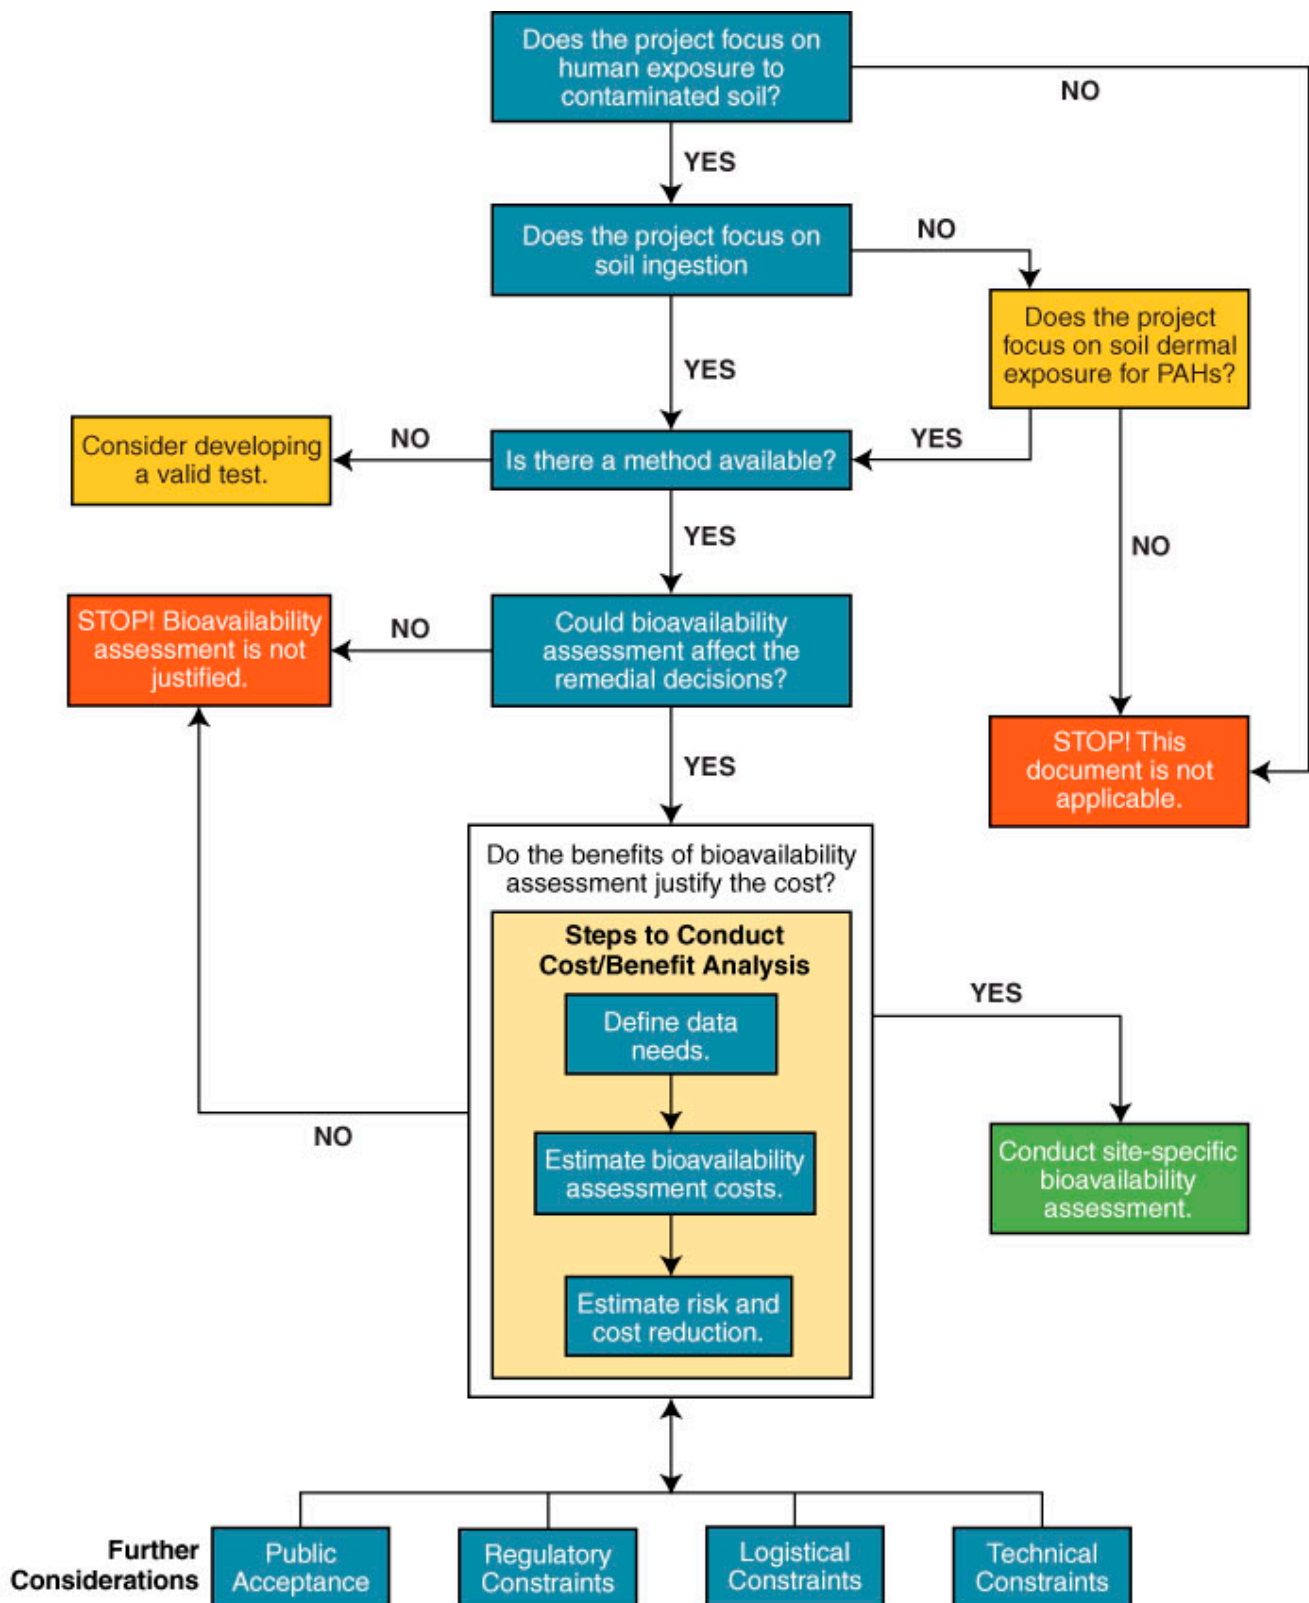 Does the project focus on
human exposure to
contaminated soil?
NO
YES
Does the project focus on
soil ingestion
NO
Does the project
focus on soil dermal
exposure for PAHs?
YES
Consider developing
a valid test.
NO
Is there a method available?
YES
YES
NO
STOP! Bioavailability
assessment is not
justified.
NO
Could bioavailability
assessment affect the
remedial decisions?
STOP! This
document is not
applicable.
YES
Do the benefits of bioavailability
assessment justify the cost?
Steps to Conduct
Cost/Benefit Analysis
Define data
needs.
Estimate bioavailability
assessment costs.
Estimate risk and
cost reduction.
YES
NO
Conduct site-specific
bioavailability
assessment.
Further
Considerations
Public
Acceptance
Regulatory
Constraints
Logistical
Constraints
Technical
Constraints